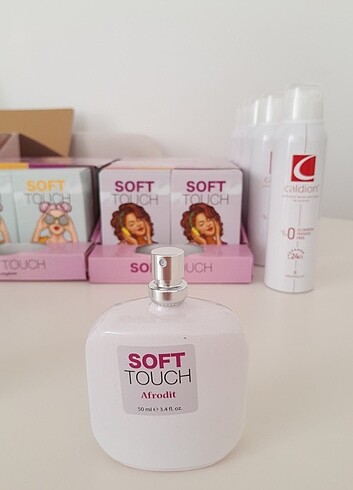 SOFT
TOUCH
SOFT
TOUCH
SOFT
TOUCH
TOUCH
SO
TOUCH
caldion
%0
24h
SOFT
TOUCH
Afrodit
50 ml e 3.4 fl. oz.